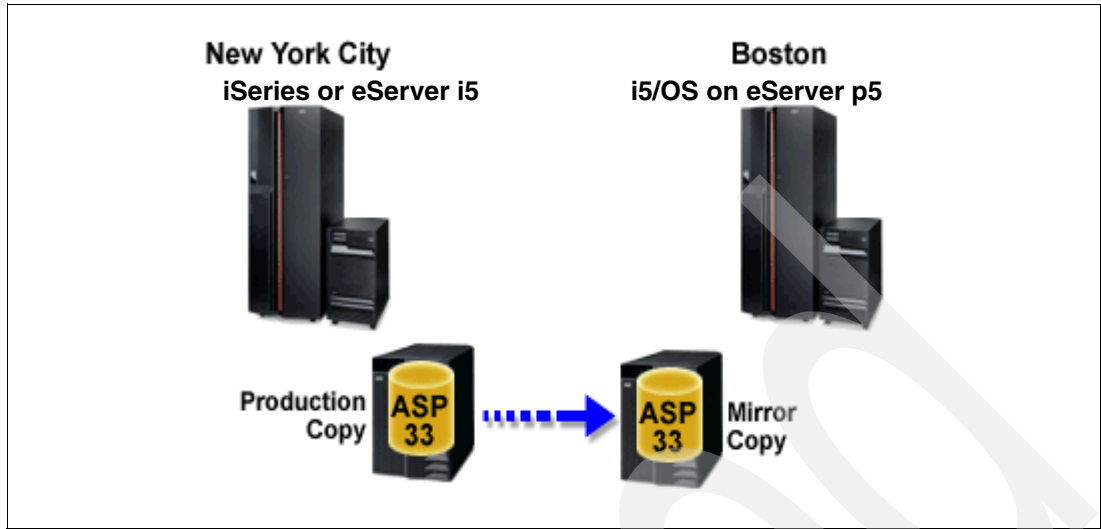 New York City
iSeries or eServer i5
Boston
i5/OS on eServer p5
Production
Copy
ASP
33
ASP
33
Mirror
Copy